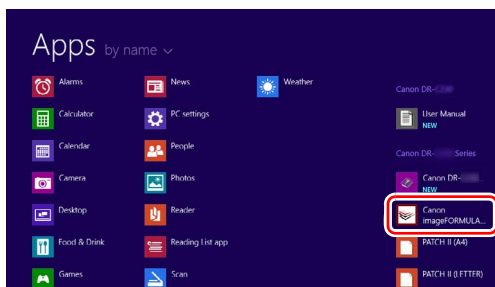 Apps by name
Alarms
Calculator
Calendar
Camera
Desktop
Food & Drink
Games
News
PC settings
People
Photos
Reader
Reading List app
Scan
Weather
Canon DR-
User Manual
NEW
Canon DR- Series
Canon DR- ...
NEW
Canon
imageFORMULA...
PATCH II (A4)
PATCH II (LETTER)